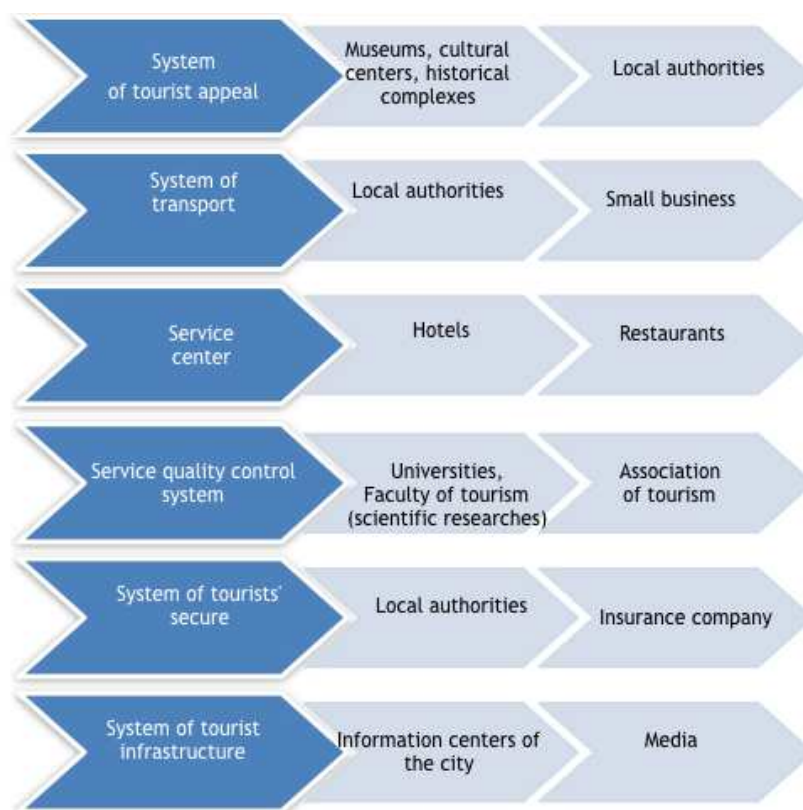 System
of tourist appeal
Museums, cultural
centers, historical
complexes
Local authorities
System of
transport
Local authorities
Small business
Service
center
Hotels
Restaurants
Service quality control
system
Universities,
Faculty of tourism
(scientific researches)
Association
of tourism
System of tourists'
secure
Local authorities
Insurance company
System of tourist
infrastructure
Information centers of
the city
Media